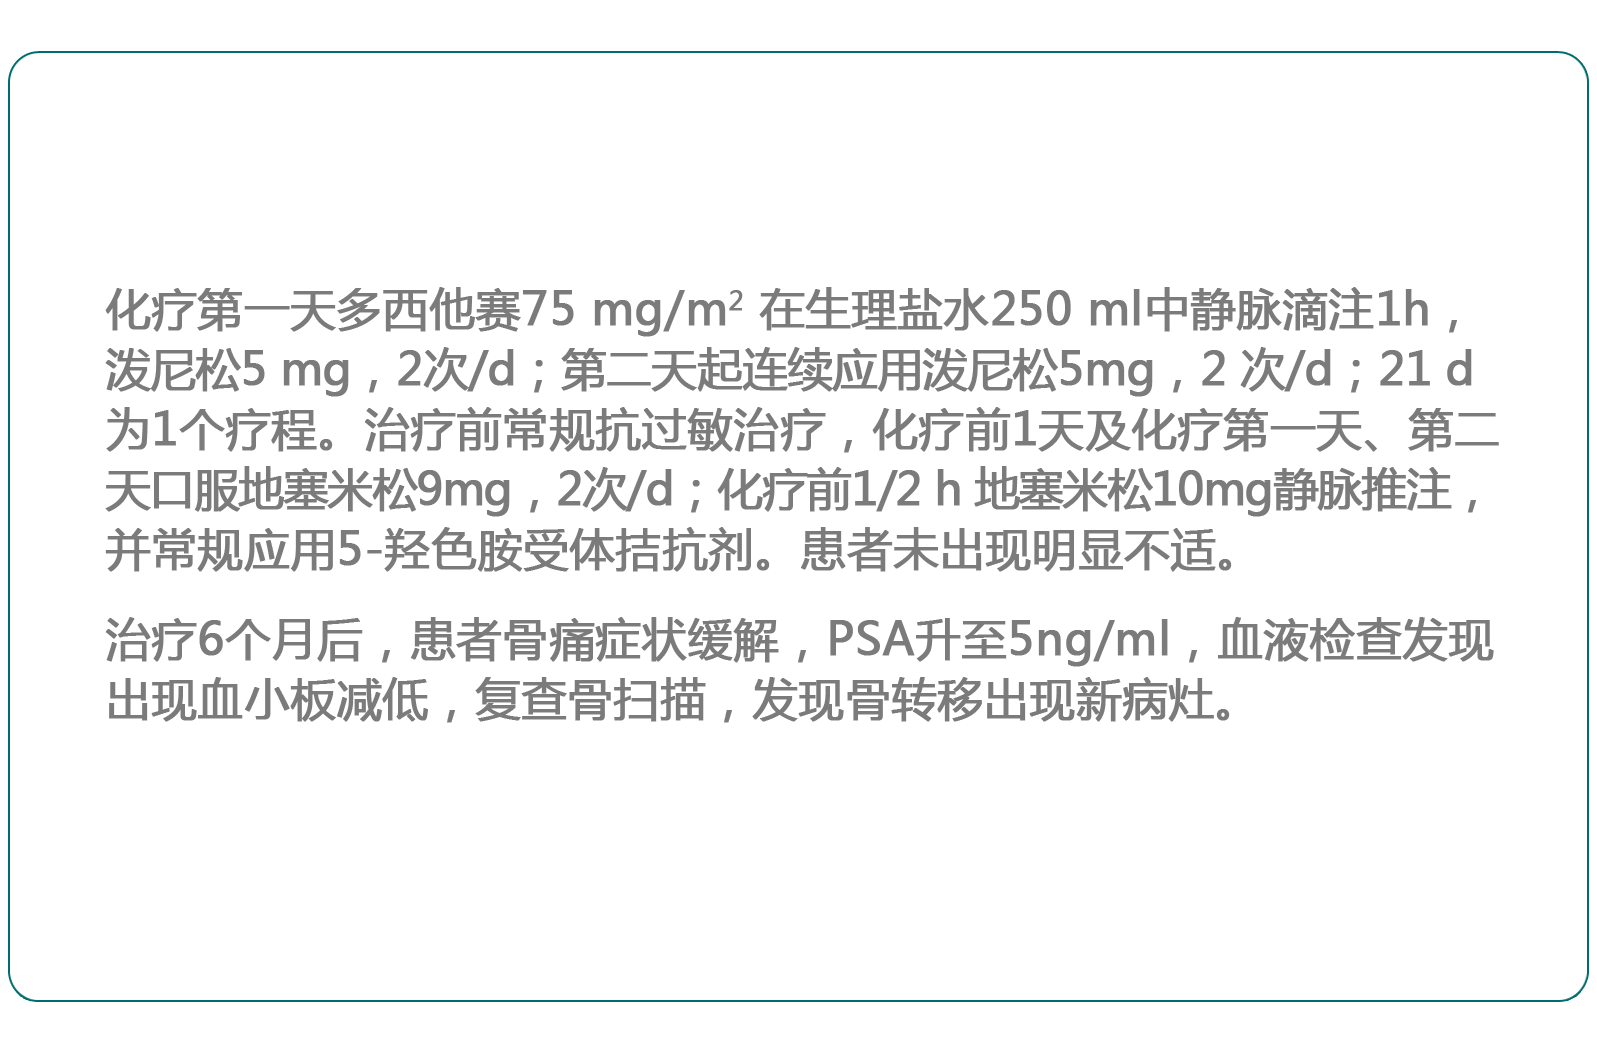 化疗第一天多西他赛75 mg/m² 在生理盐水250 ml中静脉滴注1h，
泼尼松5 mg，2次/d；第二天起连续应用泼尼松5mg，2 次/d；21 d
为1个疗程。治疗前常规抗过敏治疗，化疗前1天及化疗第一天、第二
天口服地塞米松9mg，2次/d；化疗前1/2 h 地塞米松10mg静脉推注，
并常规应用5-羟色胺受体拮抗剂。患者未出现明显不适。
治疗6个月后，患者骨痛症状缓解，PSA升至5ng/ml，血液检查发现
出现血小板减低，复查骨扫描，发现骨转移出现新病灶。